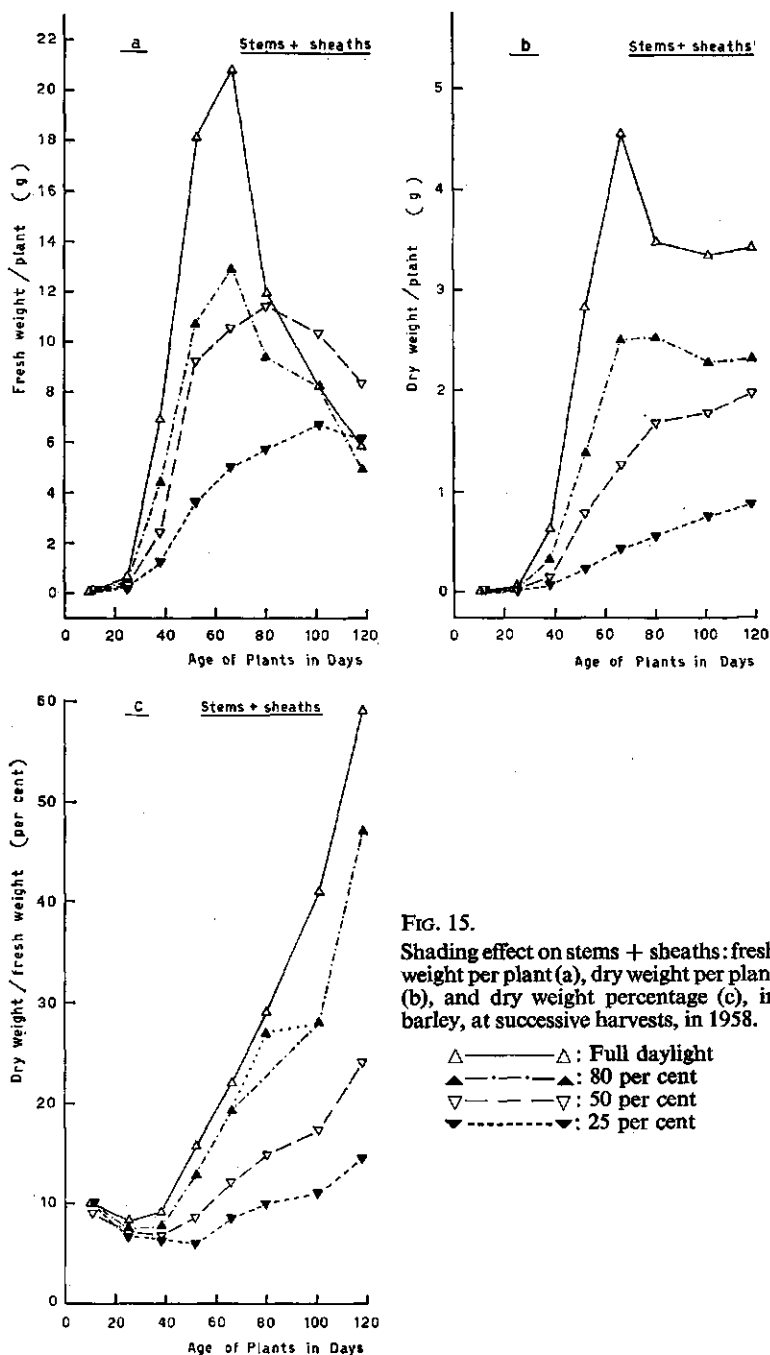 a
Stems + sheaths
22
20
18
16
14
12
10
8
6
4
2
0
Fresh weight/plant (g)
0 20 40 60 80 100 120
Age of Plants in Days
b
Stems + sheaths'
5
4
3
2
1
0
Dry weight/plant (g)
0 20 40 60 80 100 120
Age of Plants in Days
c
Stems + sheaths
60
50
40
30
20
10
00
Dry weight/fresh weight (per cent)
0 20 40 60 80 100 120
Age of Plants in Days
FIG. 15.
Shading effect on stems + sheaths: fresh
weight per plant (a), dry weight per plan
(b), and dry weight percentage (c), in
barley, at successive harvests, in 1958.
: Full daylight
: 80 per cent
: 50 per cent
: 25 per cent